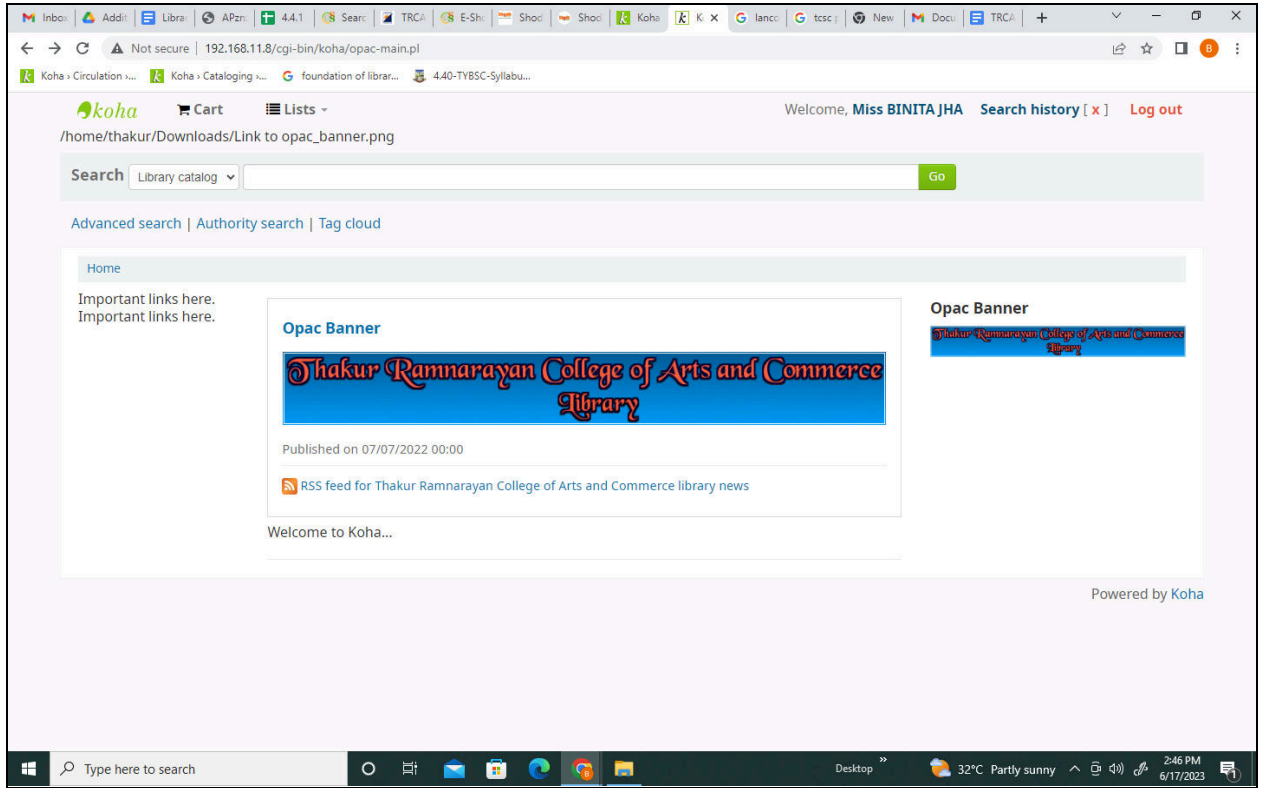 Inbox Addit Librar APzn: 4.4.1 Searc TRCA E-Sho Shod Shod Koha K lancc tcsc New Docu TRCA
Not secure 192.168.11.8/cgi-bin/koha/opac-main.pl B
Koha › Circulation ›... Koha › Cataloging ›... foundation of librar... 4.40-TYBSC-Syllabu...
koha Cart Lists Welcome, Miss BINITA JHA Search history [ x ] Log out
/home/thakur/Downloads/Link to opac_banner.png
Search Library catalog Go
Advanced search | Authority search | Tag cloud
Home
Important links here.
Important links here.
Opac Banner
Thakur Ramnarayan College of Arts and Commerce
Library
Published on 07/07/2022 00:00
RSS feed for Thakur Ramnarayan College of Arts and Commerce library news
Welcome to Koha...
Opac Banner
Thakur Ramnarayan College of Arts and Commerce
Library
Powered by Koha
Type here to search Desktop 32°C Partly sunny 2:46 PM
6/17/2023